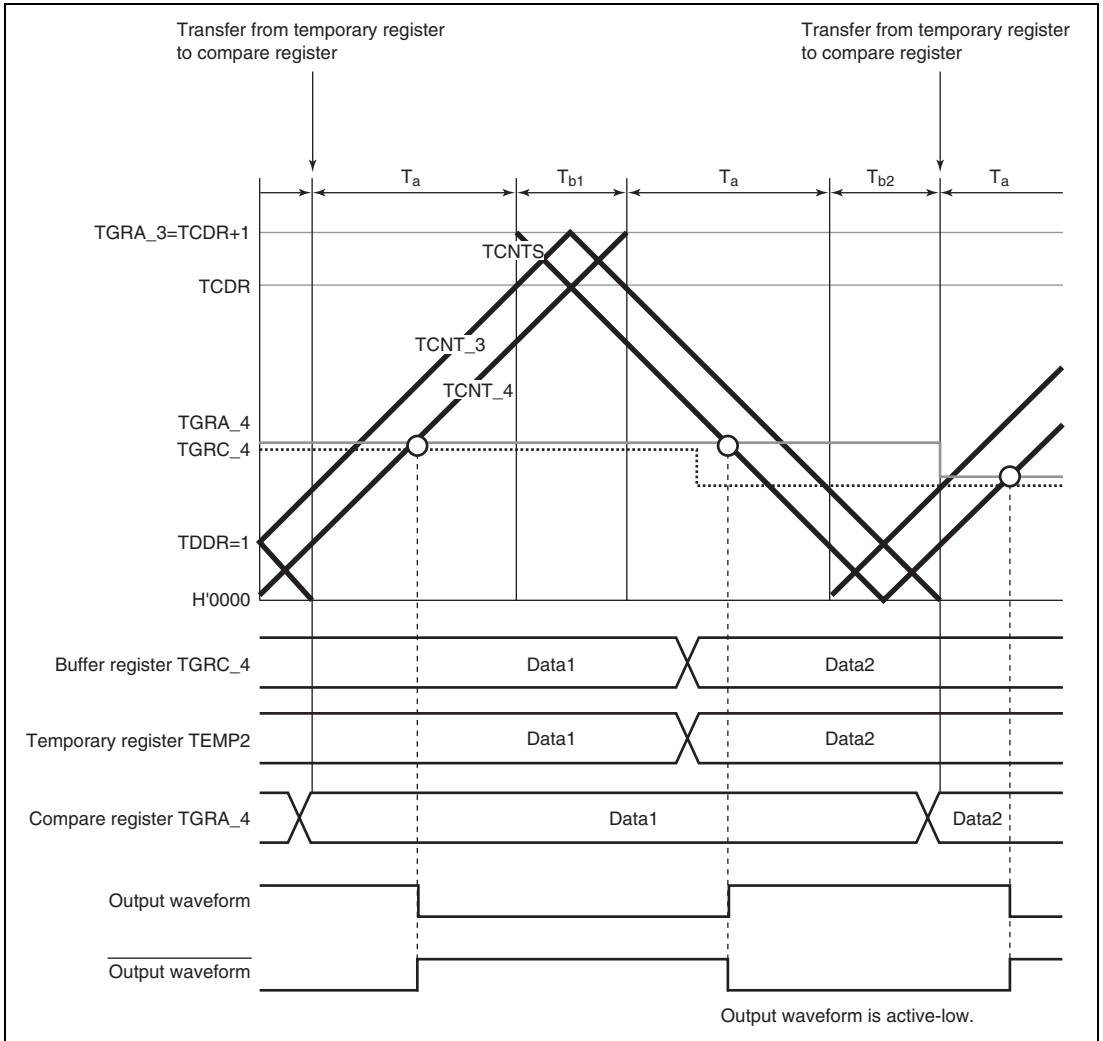 Transfer from temporary register
to compare register
Transfer from temporary register
to compare register
Ta
Tb1
Ta
Tb2
Ta
TGRA_3=TCDR+1
TCNTS
TCDR
TCNT_3
TCNT_4
TGRA_4
TGRC_4
TDDR=1
H'0000
Buffer register TGRC_4
Data1
Data2
Temporary register TEMP2
Data1
Data2
Compare register TGRA_4
Data1
Data2
Output waveform
Output waveform
Output waveform is active-low.